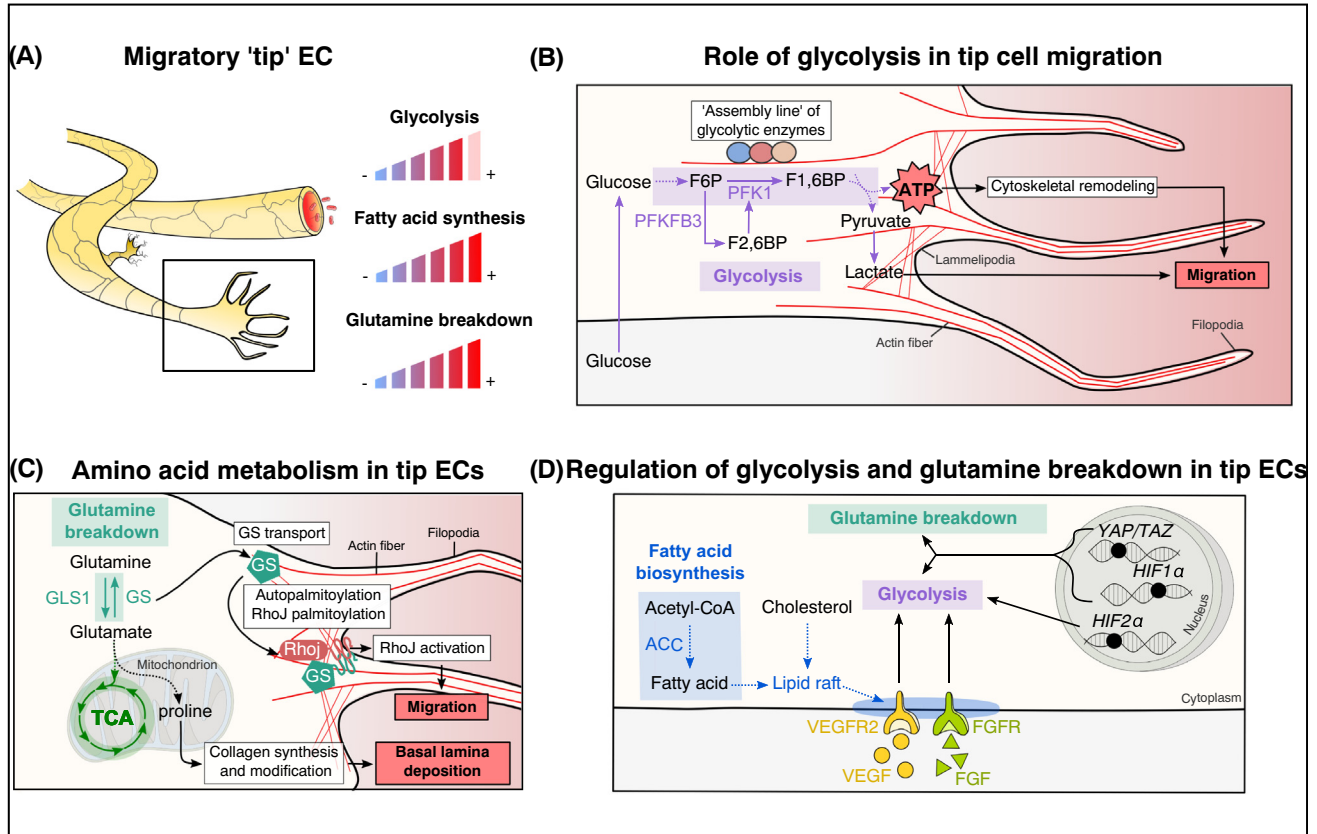 (A)
Migratory 'tip' EC
Glycolysis
- +
Fatty acid synthesis
- +
Glutamine breakdown
- +
(B)
Role of glycolysis in tip cell migration
'Assembly line' of
glycolytic enzymes
Glucose
F6P
PFK1
F1,6BP
ATP
Cytoskeletal remodeling
PFKFB3
F2,6BP
Pyruvate
Glycolysis
Lactate
Lammelipodia
Migration
Glucose
Actin fiber
Filopodia
(C)
Amino acid metabolism in tip ECs
Glutamine
breakdown
GS transport
Actin fiber
Filopodia
Glutamine
GS
GLS1
GS
Autopalmitoylation
RhoJ palmitoylation
Glutamate
Rhoj
RhoJ activation
GS
Mitochondrion
TCA
proline
Migration
Collagen synthesis
and modification
Basal lamina
deposition
(D)
Regulation of glycolysis and glutamine breakdown in tip ECs
Glutamine breakdown
YAP/TAZ
Fatty acid
biosynthesis
HIF1α
Glycolysis
Acetyl-CoA
Cholesterol
HIF2α
Nucleus
ACC
Fatty acid
Lipid raft
Cytoplasm
VEGFR2
FGFR
VEGF
FGF